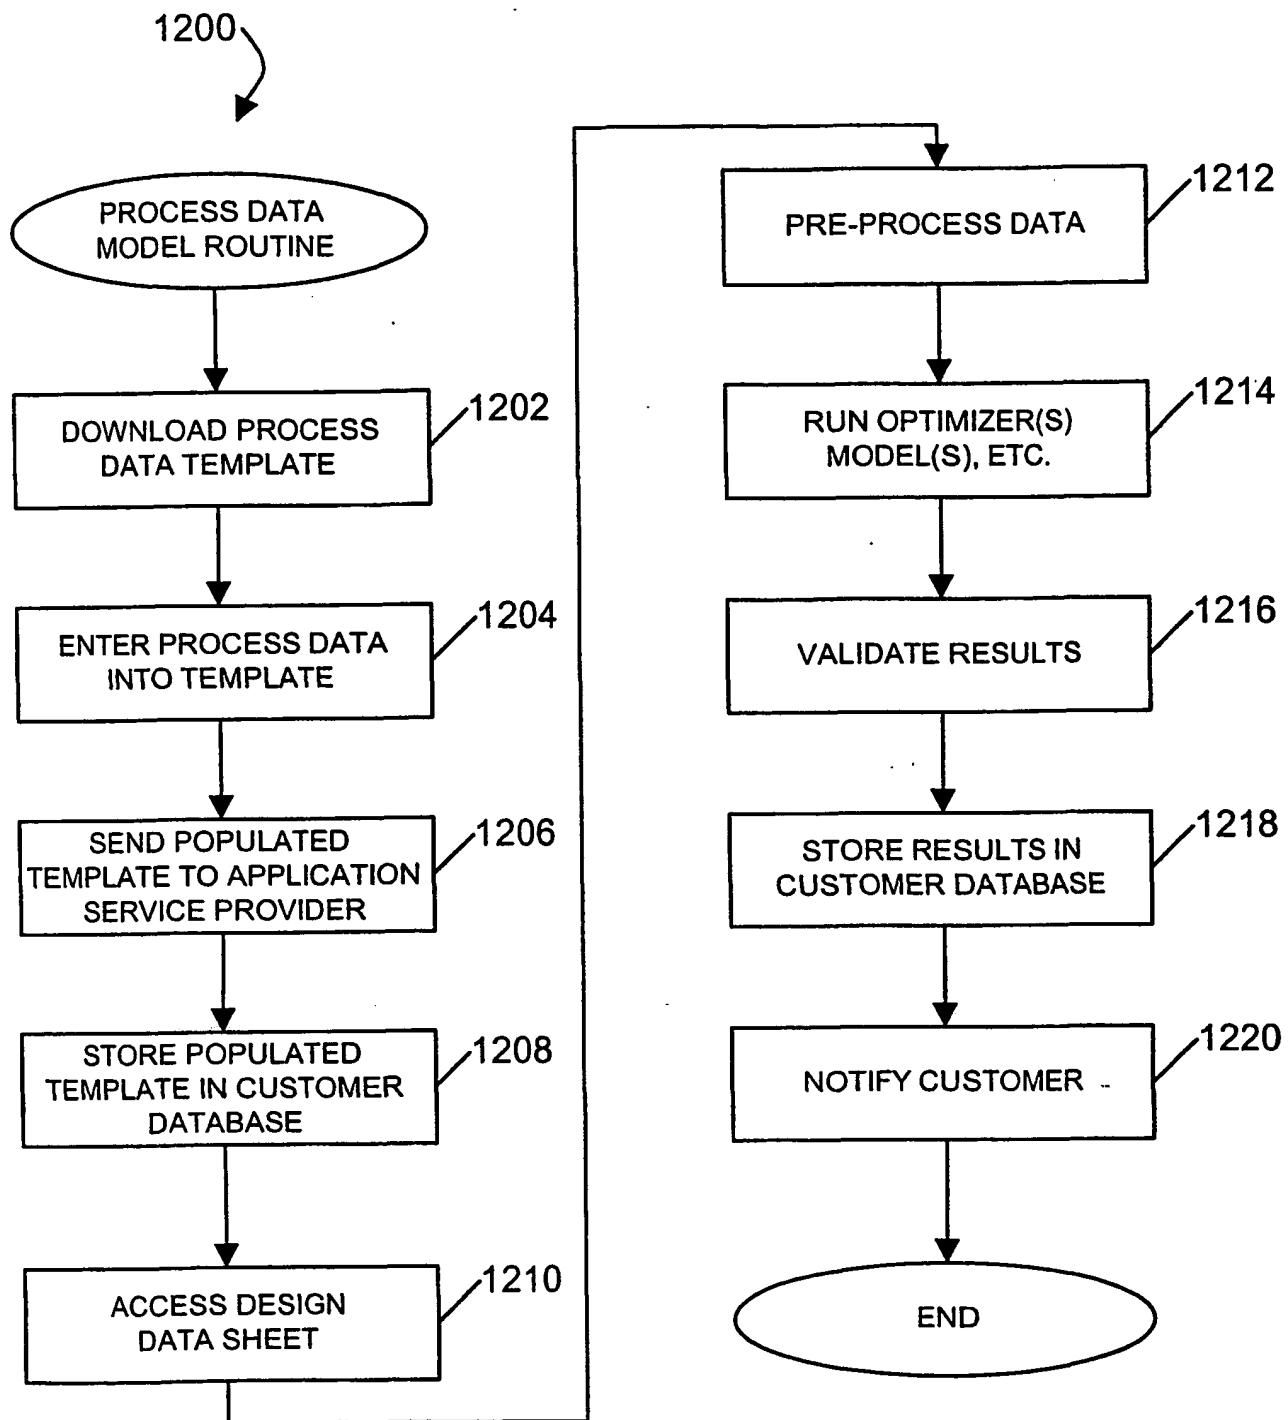 1200
PROCESS DATA
MODEL ROUTINE
1202
DOWNLOAD PROCESS
DATA TEMPLATE
1204
ENTER PROCESS DATA
INTO TEMPLATE
1206
SEND POPULATED
TEMPLATE TO APPLICATION
SERVICE PROVIDER
1208
STORE POPULATED
TEMPLATE IN CUSTOMER
DATABASE
1210
ACCESS DESIGN
DATA SHEET
1212
PRE-PROCESS DATA
1214
RUN OPTIMIZER(S)
MODEL(S), ETC.
1216
VALIDATE RESULTS
1218
STORE RESULTS IN
CUSTOMER DATABASE
1220
NOTIFY CUSTOMER
END